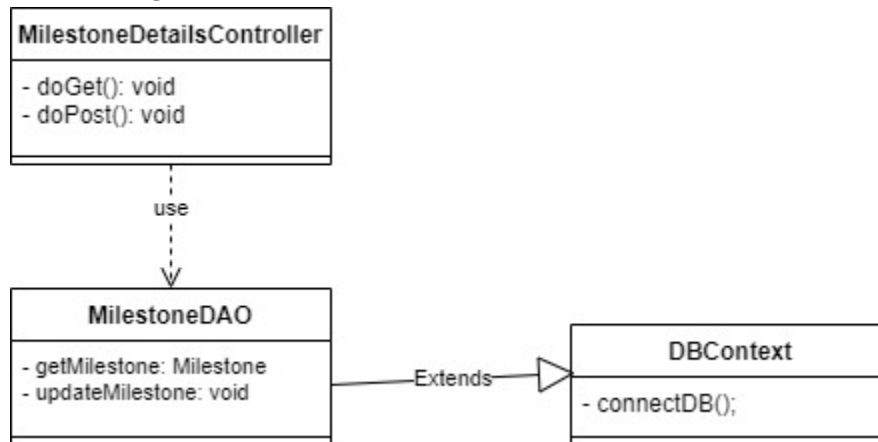 MilestoneDetailsController
- doGet(): void
- doPost(): void
use
MilestoneDAO
- getMilestone: Milestone
- updateMilestone: void
Extends
DBContext
- connectDB();